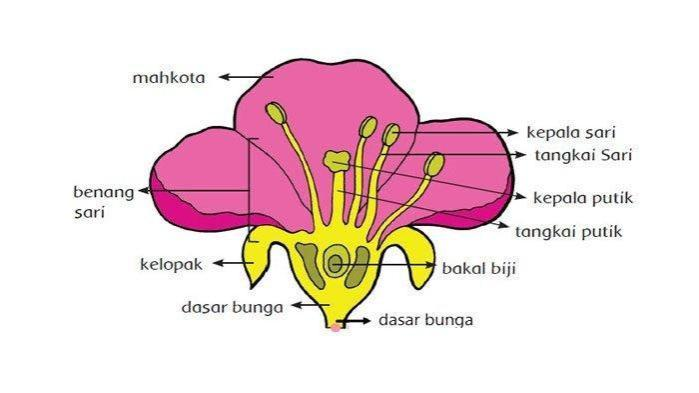 mahkota
kepala sari
tangkai Sari
benang
sari
kepala putik
tangkai putik
kelopak
bakal biji
dasar bunga
dasar bunga